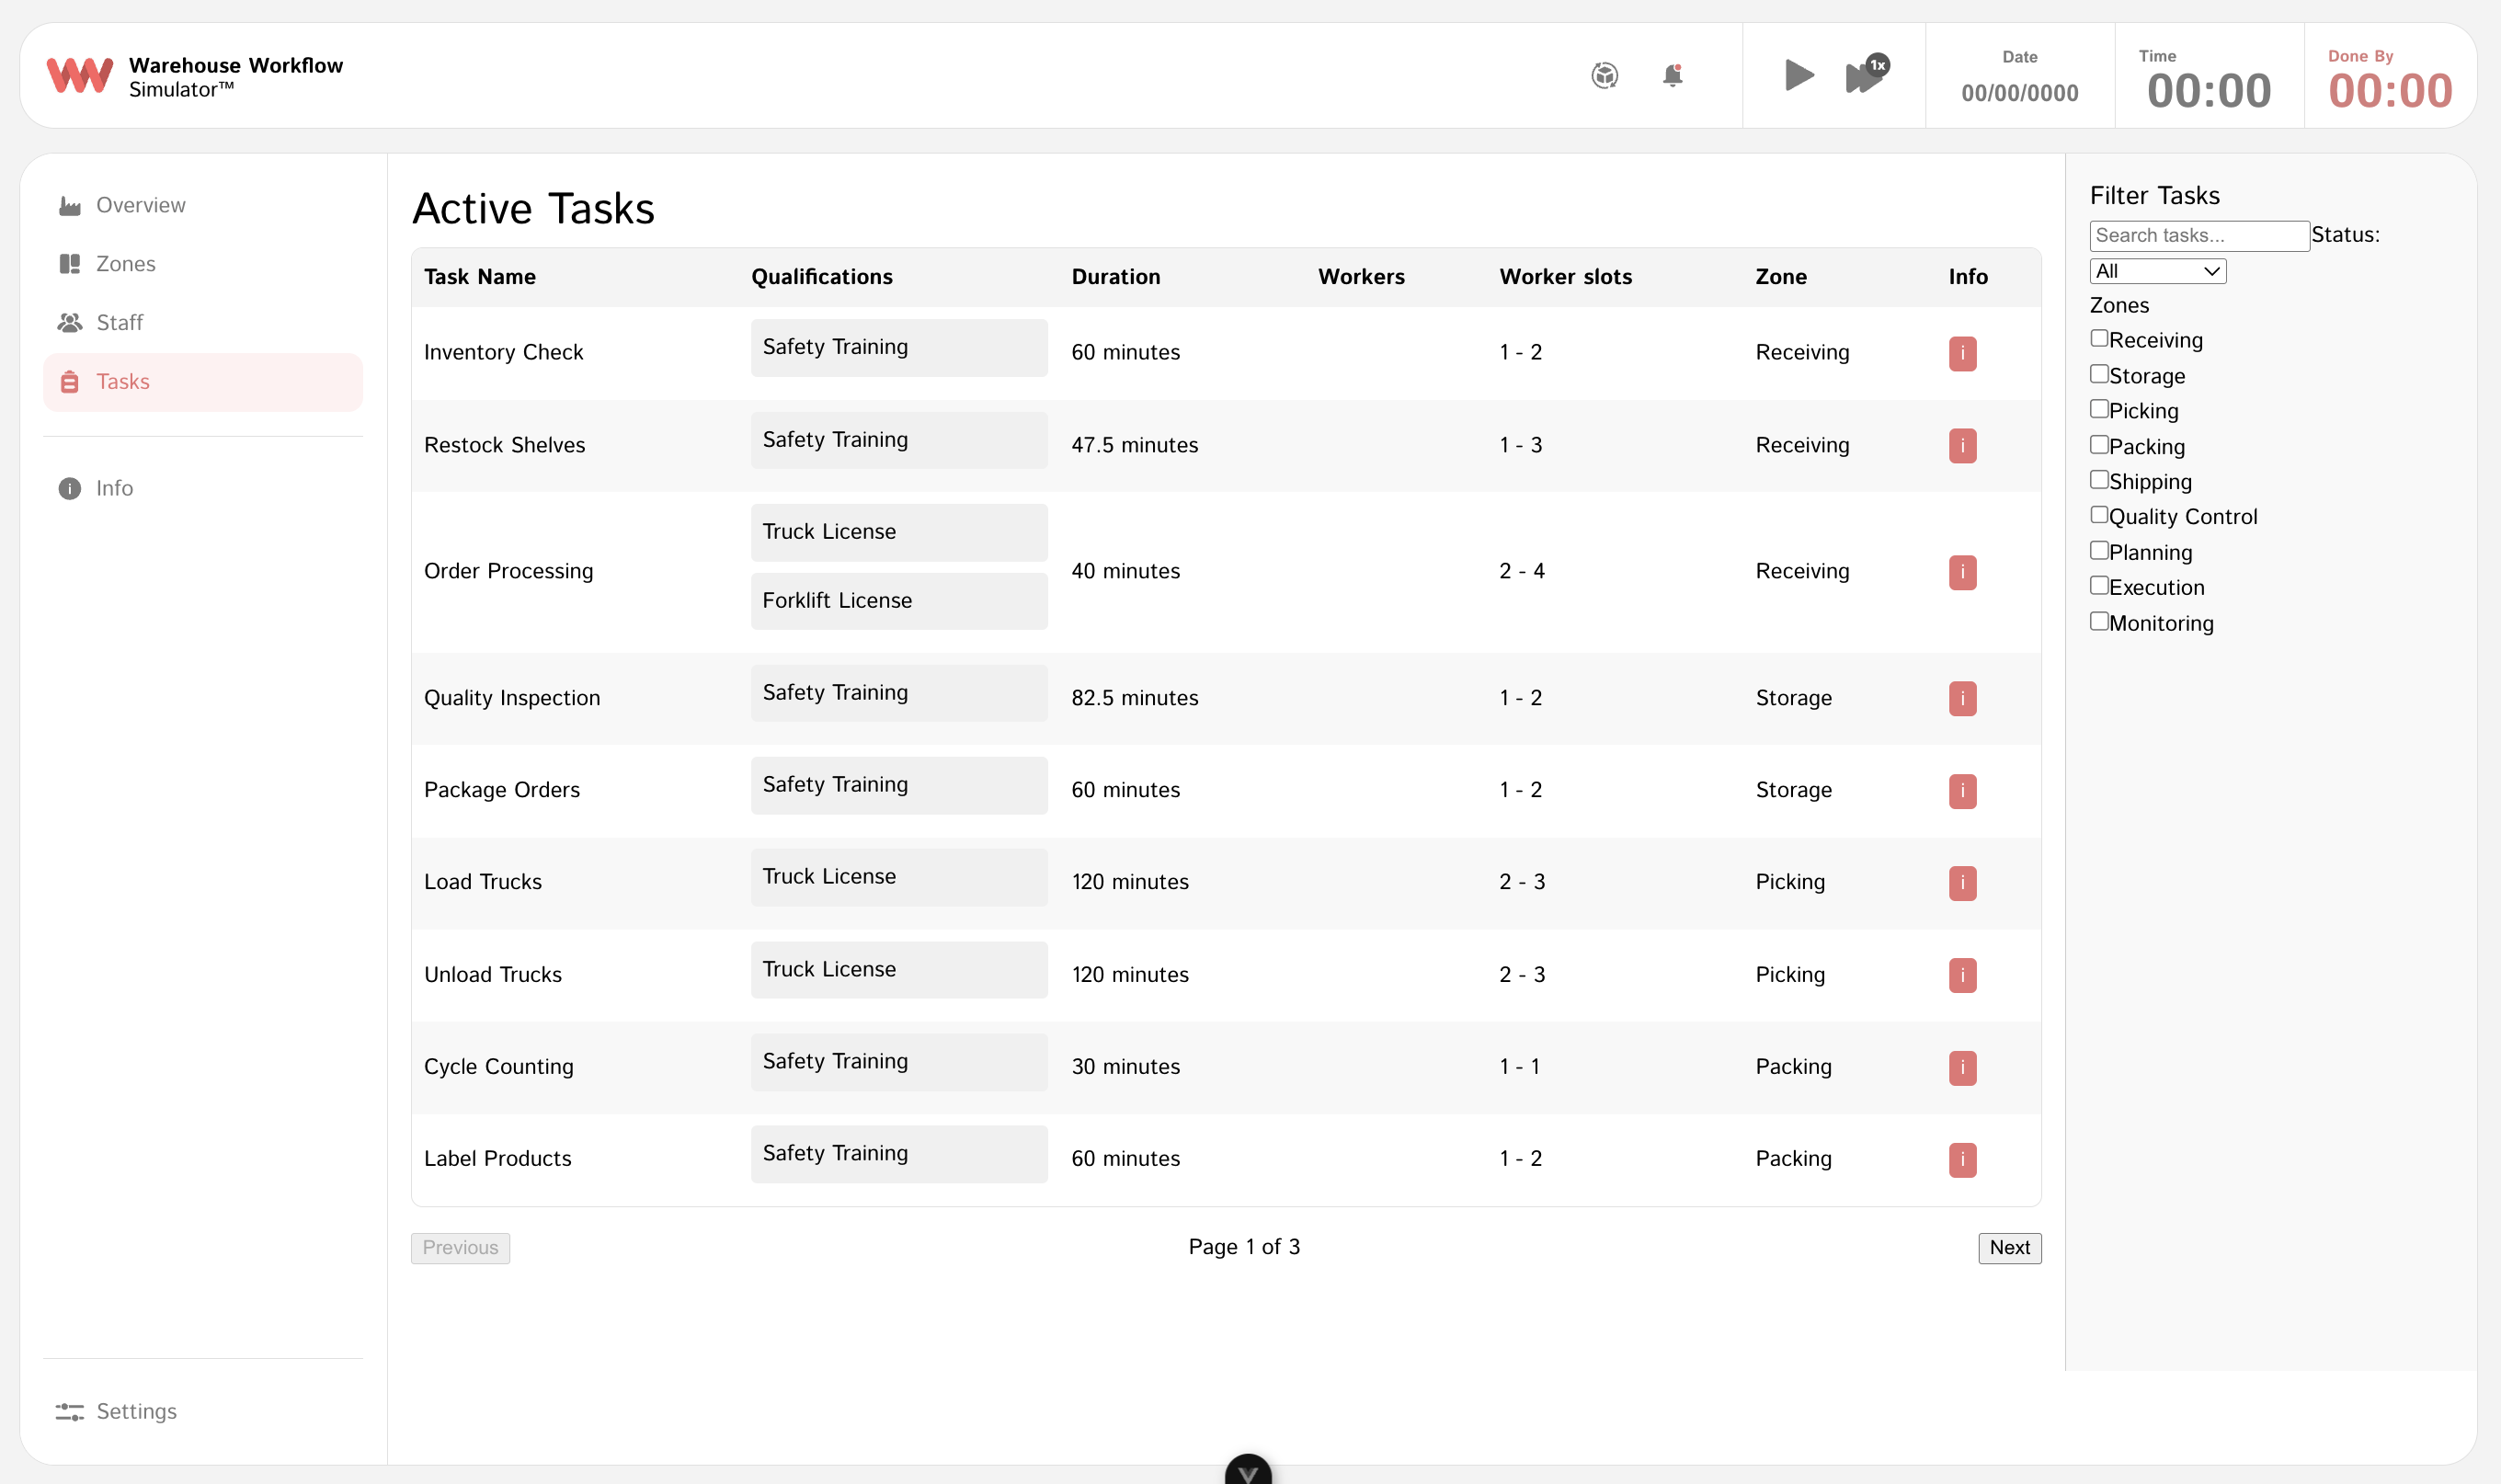 Warehouse Workflow
Simulator™
1x
Date
00/00/0000
Time
00:00
Done By
00:00
Overview
Zones
Staff
Tasks
Info
Settings
Active Tasks
Task Name Qualifications Duration Workers Worker slots Zone Info
Inventory Check Safety Training 60 minutes 1 - 2 Receiving i
Restock Shelves Safety Training 47.5 minutes 1 - 3 Receiving i
Order Processing Truck License Forklift License 40 minutes 2 - 4 Receiving i
Quality Inspection Safety Training 82.5 minutes 1 - 2 Storage i
Package Orders Safety Training 60 minutes 1 - 2 Storage i
Load Trucks Truck License 120 minutes 2 - 3 Picking i
Unload Trucks Truck License 120 minutes 2 - 3 Picking i
Cycle Counting Safety Training 30 minutes 1 - 1 Packing i
Label Products Safety Training 60 minutes 1 - 2 Packing i
Previous Page 1 of 3 Next
Filter Tasks
Search tasks... Status:
All
Zones
Receiving
Storage
Picking
Packing
Shipping
Quality Control
Planning
Execution
Monitoring